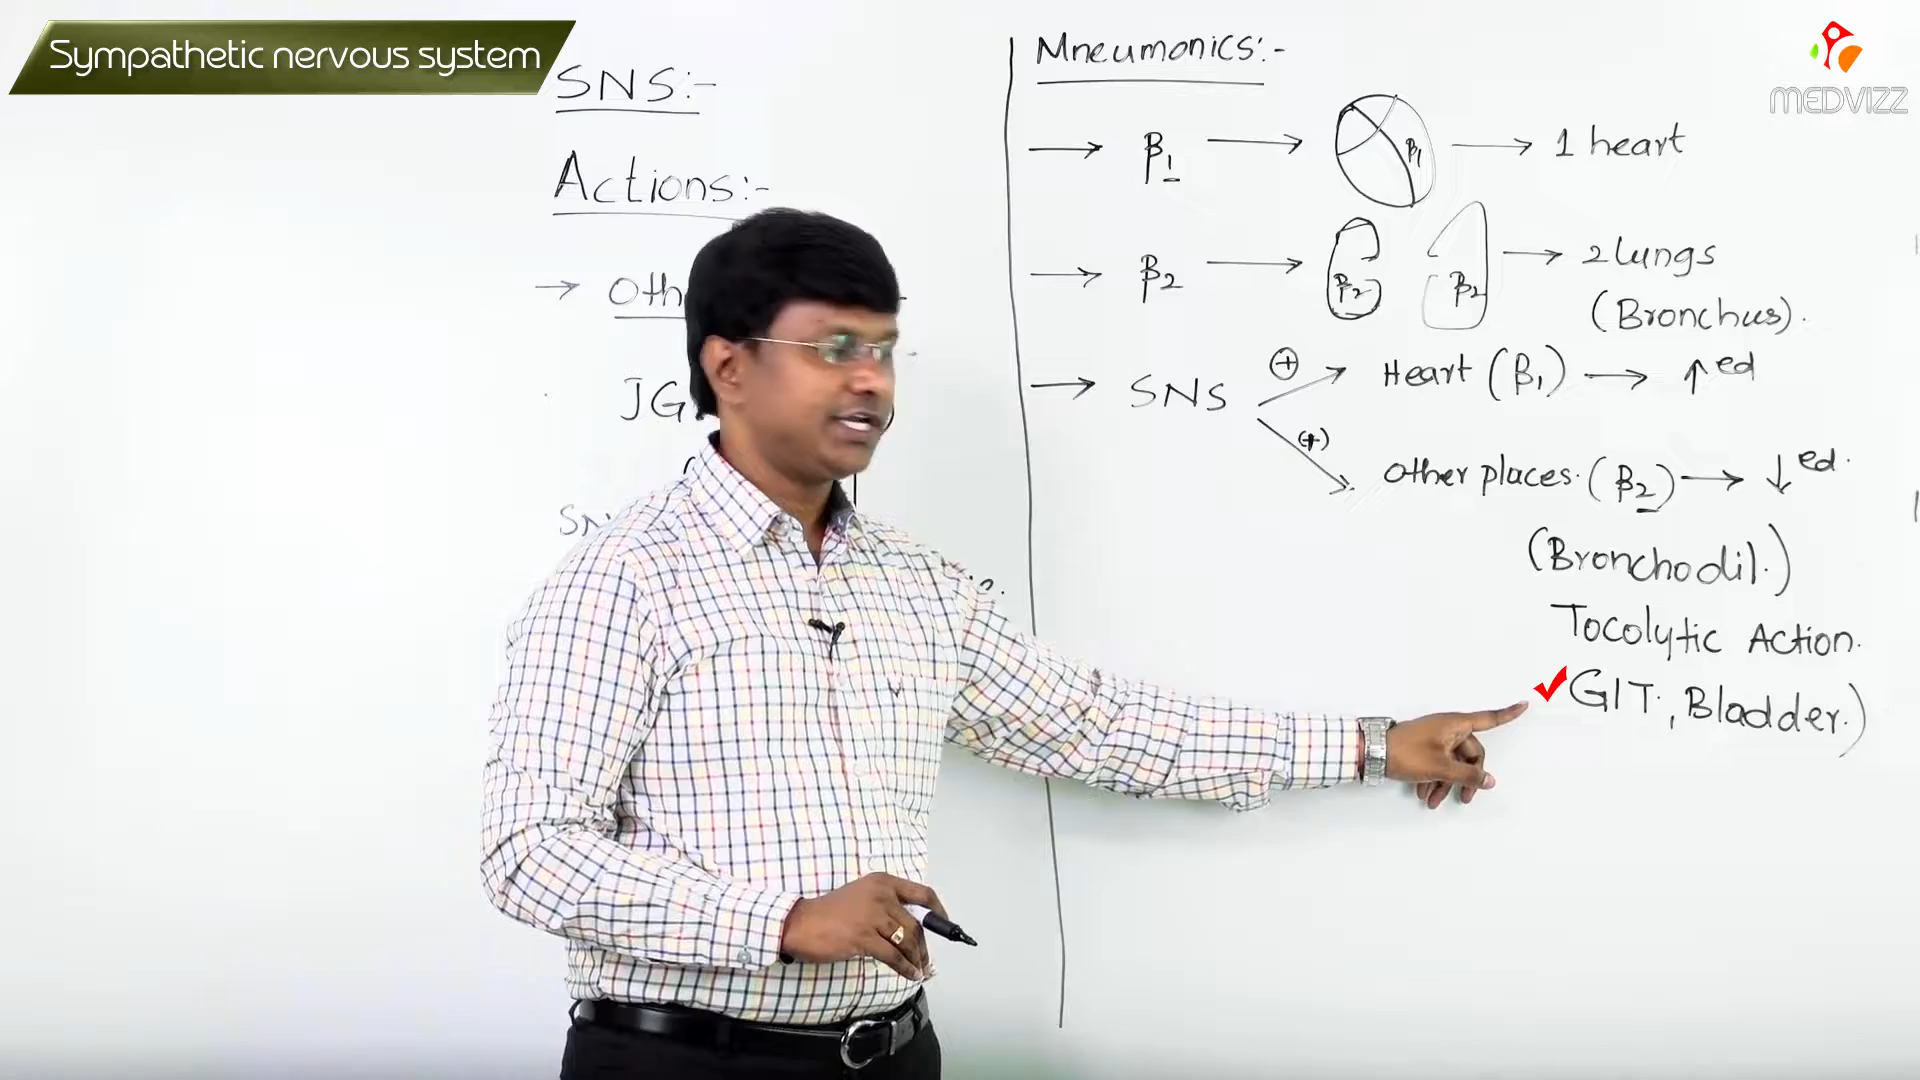 Sympathetic nervous system
MEDVIZZ
SNS:-
Actions:-
→ Oth
JG
SN
Mneumonics:-
→ β1 → β1 → 1 heart
→ β2 → β2 β2 → 2 lungs
(Bronchus).
→ SNS
(+) Heart (β1) → ↑ ed
(+) Other places. (β2) → ↓ ed.
(Bronchodil.)
Tocolytic Action.
✓ GIT., Bladder.)